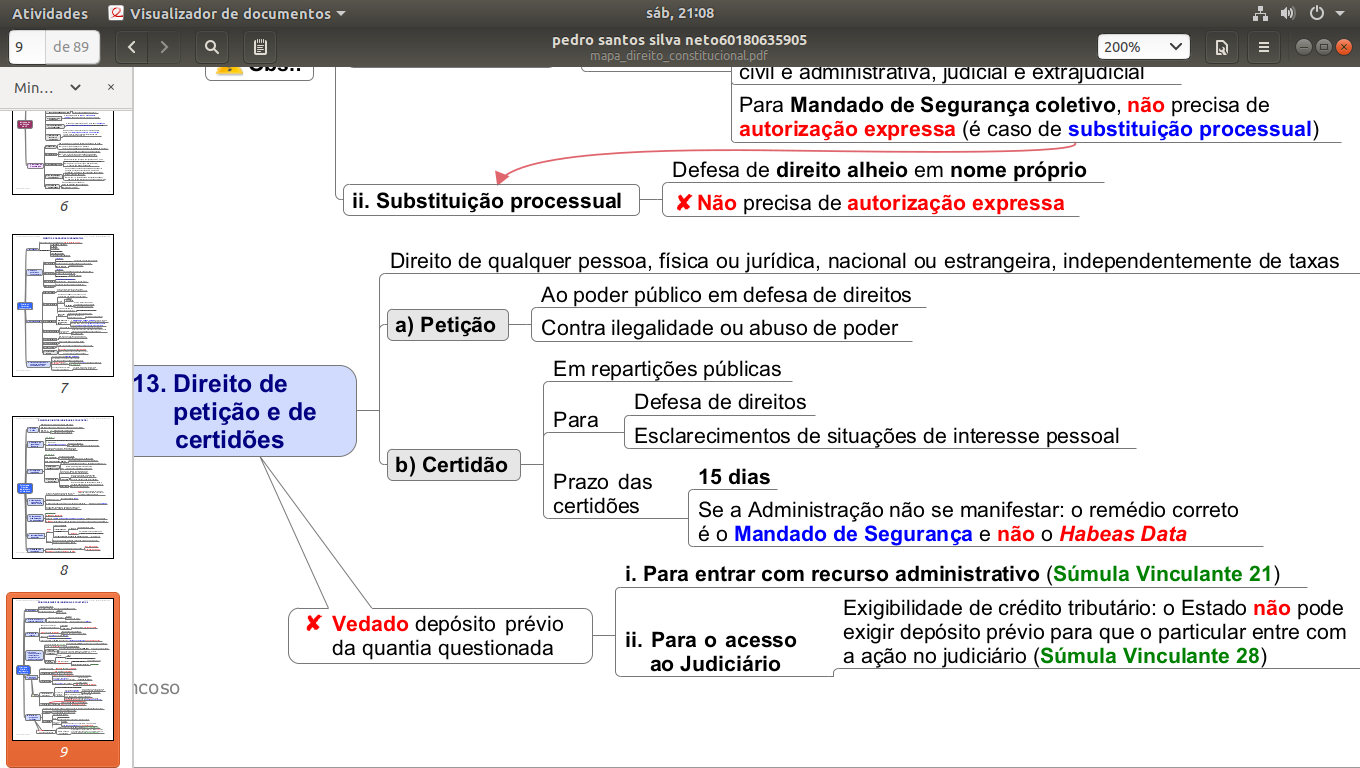 Atividades
Visualizador de documentos
sáb, 21:08
9
de 89
pedro santos silva neto60180635905
mapa_direito_constitucional.pdf
200%
Min…
×
6
7
8
9
Obs.:
civil e administrativa, judicial e extrajudicial
Para Mandado de Segurança coletivo, não precisa de
autorização expressa (é caso de substituição processual)
ii. Substituição processual
Defesa de direito alheio em nome próprio
✘ Não precisa de autorização expressa
13. Direito de
petição e de
certidões
Direito de qualquer pessoa, física ou jurídica, nacional ou estrangeira, independentemente de taxas
a) Petição
Ao poder público em defesa de direitos
Contra ilegalidade ou abuso de poder
b) Certidão
Em repartições públicas
Para
Defesa de direitos
Esclarecimentos de situações de interesse pessoal
Prazo das
certidões
15 dias
Se a Administração não se manifestar: o remédio correto
é o Mandado de Segurança e não o Habeas Data
✘ Vedado depósito prévio
da quantia questionada
i. Para entrar com recurso administrativo (Súmula Vinculante 21)
ii. Para o acesso
ao Judiciário
Exigibilidade de crédito tributário: o Estado não pode
exigir depósito prévio para que o particular entre com
a ação no judiciário (Súmula Vinculante 28)
ncoso